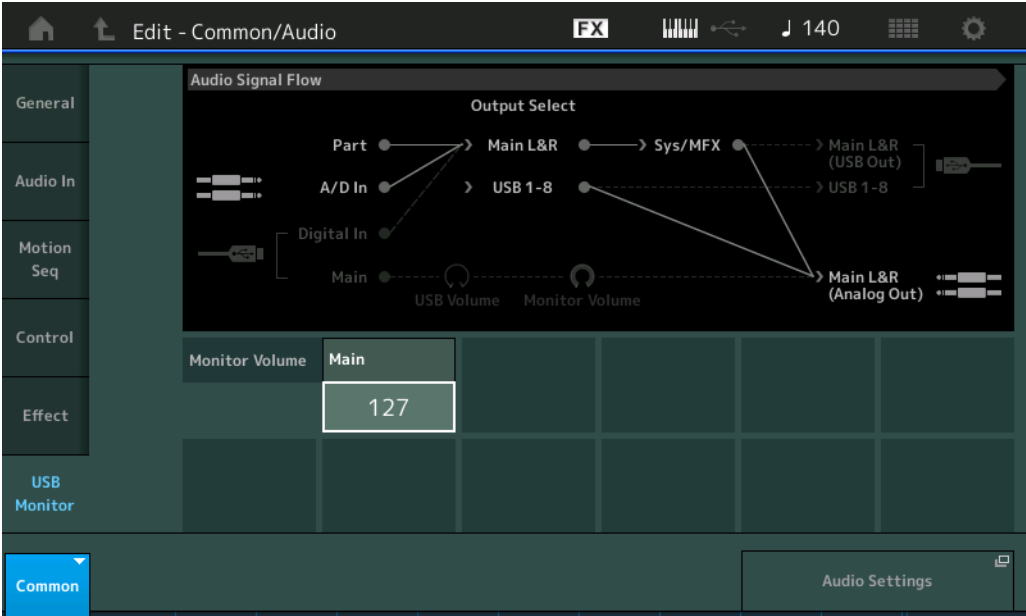 Edit - Common/Audio
FX
140
General
Audio In
Motion
Seq
Control
Effect
USB
Monitor
Common
Audio Signal Flow
Output Select
Part
Main L&R
Sys/MFX
Main L&R
(USB Out)
A/D In
USB 1-8
USB 1-8
Digital In
Main
USB Volume
Monitor Volume
Main L&R
(Analog Out)
Monitor Volume
Main
127
Audio Settings